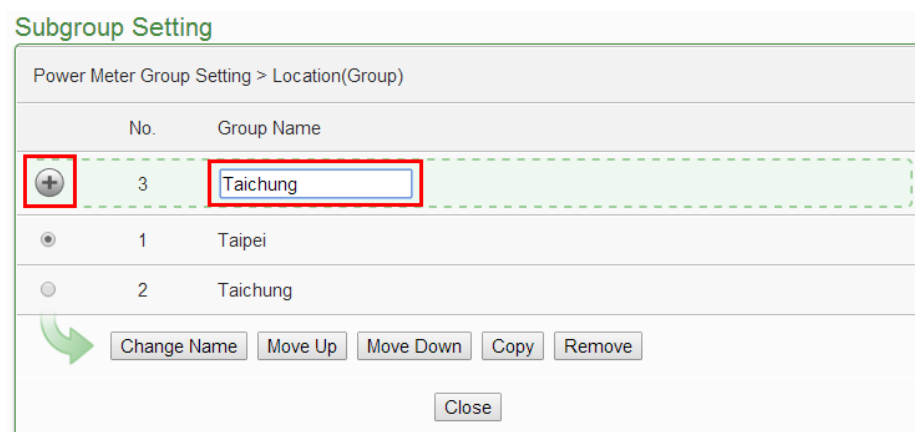 Subgroup Setting
Power Meter Group Setting > Location(Group)
No. Group Name
3 Taichung
1 Taipei
2 Taichung
Change Name Move Up Move Down Copy Remove
Close